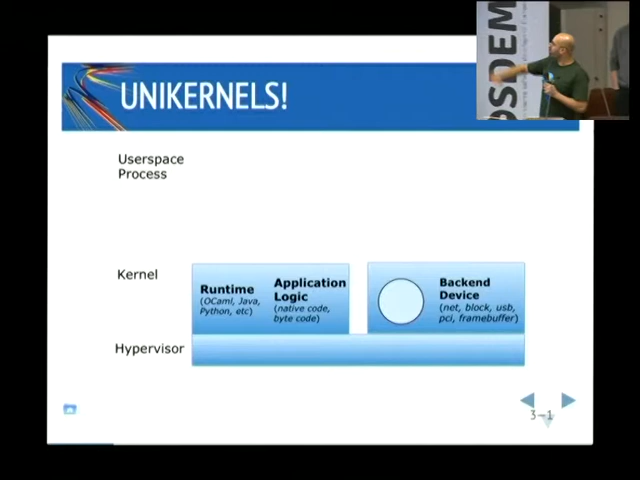 UNIKERNELS!
OSDEM
Userspace
Process
Kernel
Runtime
(OCaml, Java,
Python, etc)
Application
Logic
(native code,
byte code)
Backend
Device
(net, block, usb,
pci, framebuffer)
Hypervisor
3-1